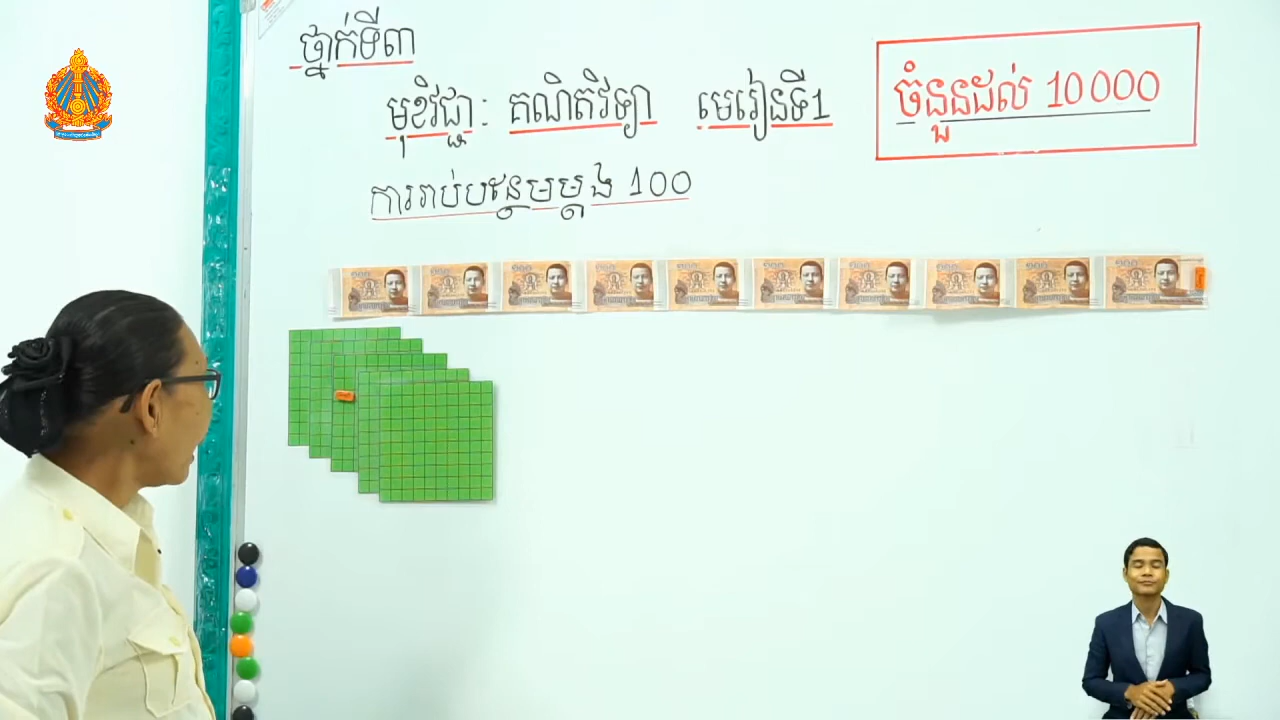 ថ្នាក់ទី៣
មុខវិជ្ជា : គណិតវិទ្យា មេរៀនទី1
ចំនួនដល់ 10 000
ការរាប់បន្ថែមម្តង 100